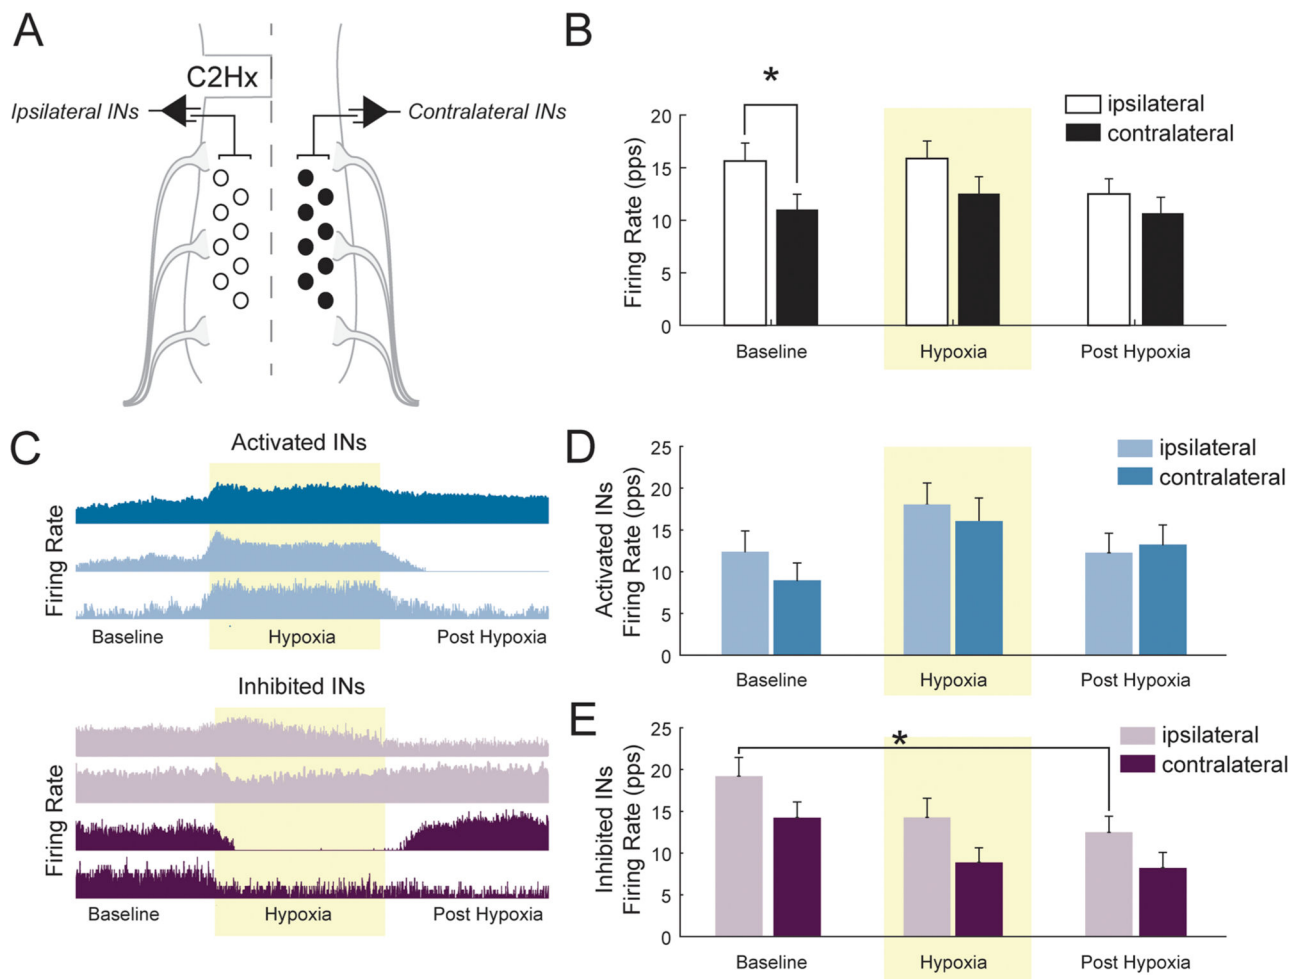 A
C2Hx
Ipsilateral INs
Contralateral INs
B
*
ipsilateral
contralateral
Firing Rate (pps)
20
15
10
5
0
Baseline
Hypoxia
Post Hypoxia
C
Activated INs
Firing Rate
Baseline
Hypoxia
Post Hypoxia
Inhibited INs
Firing Rate
Baseline
Hypoxia
Post Hypoxia
D
ipsilateral
contralateral
Activated INs
Firing Rate (pps)
25
20
15
10
5
0
Baseline
Hypoxia
Post Hypoxia
E
*
ipsilateral
contralateral
Inhibited INs
Firing Rate (pps)
25
20
15
10
5
0
Baseline
Hypoxia
Post Hypoxia